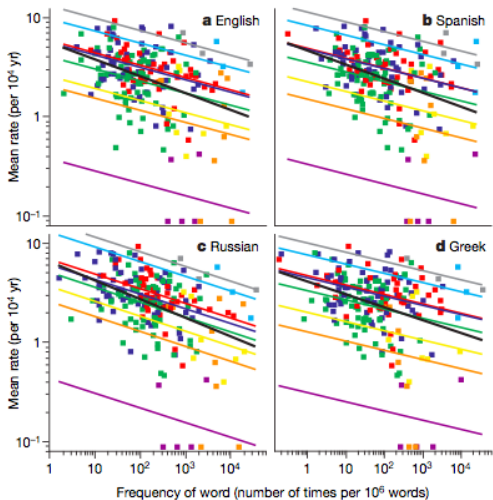 a English
b Spanish
10
1
10⁻¹
Mean rate (per 10⁴ yr)
c Russian
d Greek
10
1
10⁻¹
Mean rate (per 10⁴ yr)
1 10 10² 10³ 10⁴ 1 10 10² 10³ 10⁴
Frequency of word (number of times per 10⁶ words)